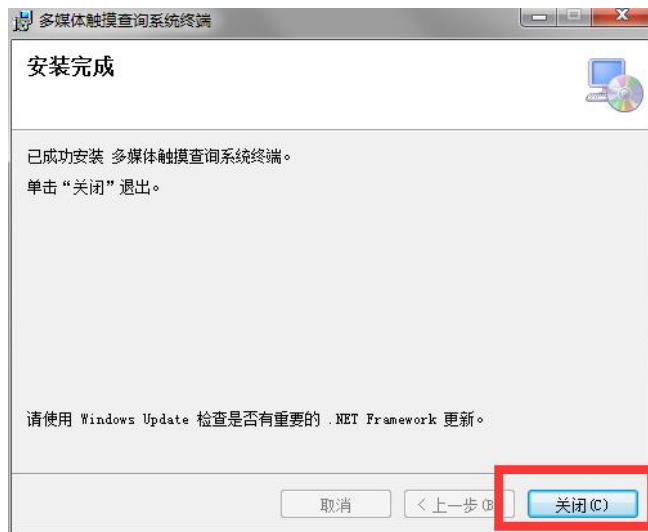 多媒体触摸查询系统终端
安装完成
已成功安装 多媒体触摸查询系统终端。
单击“关闭”退出。
请使用 Windows Update 检查是否有重要的 .NET Framework 更新。
取消
<上一步(B)
关闭(C)